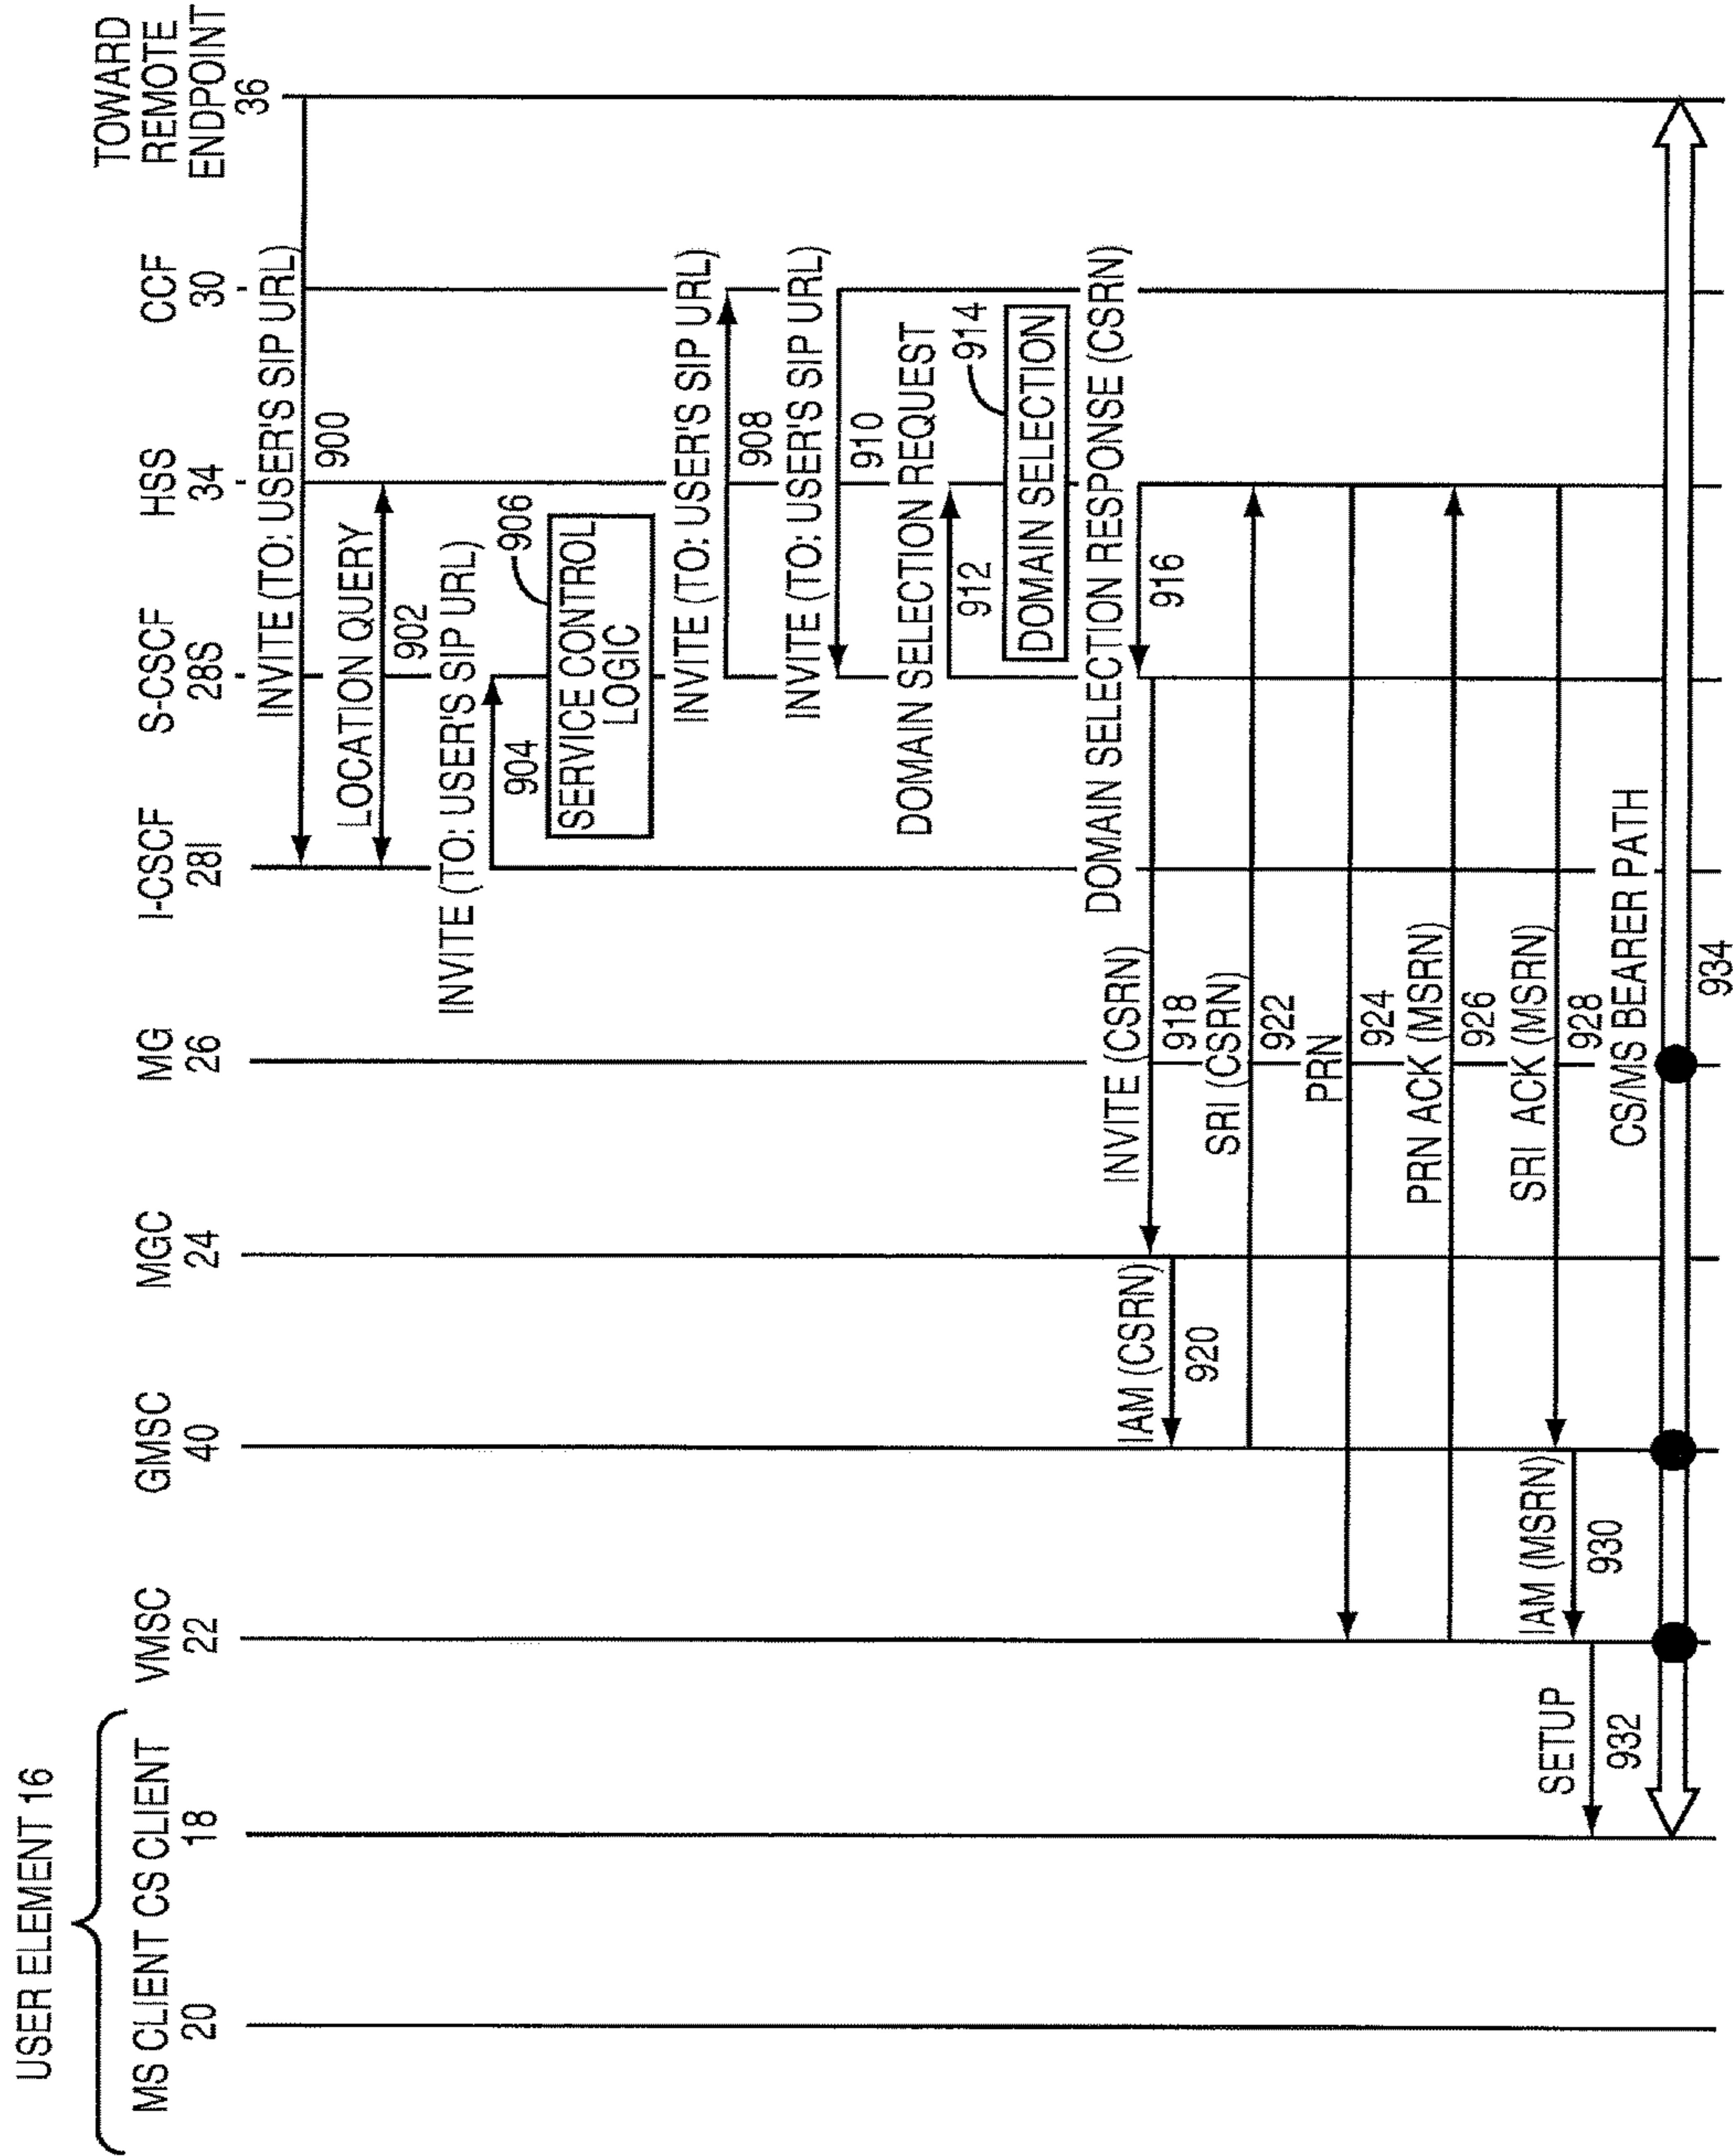 USER ELEMENT 16
MS CLIENT
20
CS CLIENT
18
VMSC
22
GMSC
40
MGC
24
MG
26
I-CSCF
28I
S-CSCF
28S
HSS
34
CCF
30
TOWARD
REMOTE
ENDPOINT
36
INVITE (TO: USER'S SIP URL)
900
LOCATION QUERY
902
INVITE (TO: USER'S SIP URL)
904
906
SERVICE CONTROL
LOGIC
INVITE (TO: USER'S SIP URL)
908
INVITE (TO: USER'S SIP URL)
910
DOMAIN SELECTION REQUEST
912
914
DOMAIN SELECTION
DOMAIN SELECTION RESPONSE (CSRN)
916
INVITE (CSRN)
918
IAM (CSRN)
920
SRI (CSRN)
922
PRN
924
PRN ACK (MSRN)
926
SRI ACK (MSRN)
928
IAM (MSRN)
930
SETUP
932
CS/MS BEARER PATH
934